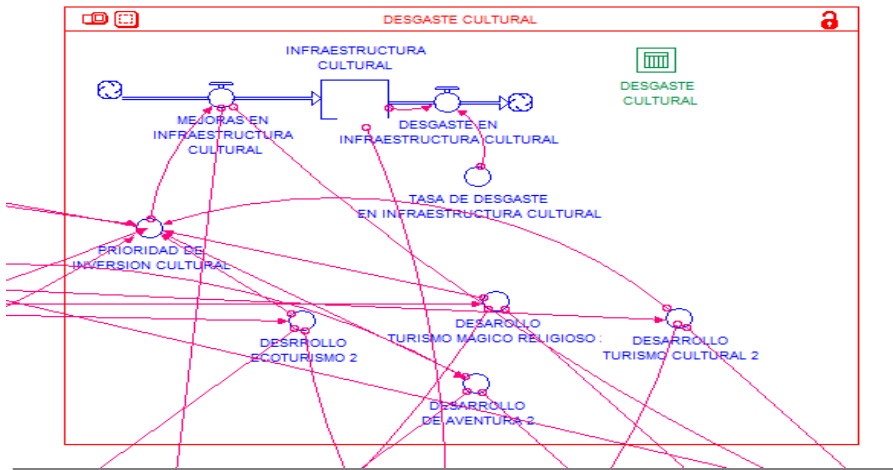 DESGASTE CULTURAL
INFRAESTRUCTURA
CULTURAL
DESGASTE
CULTURAL
MEJORAS EN
INFRAESTRUCTURA
CULTURAL
DESGASTE EN
INFRAESTRUCTURA CULTURAL
TASA DE DESGASTE
EN INFRAESTRUCTURA CULTURAL
PRIORIDAD DE
INVERSION CULTURAL
DESRROLLO
ECOTURISMO 2
DESAROLLO
TURISMO MAGICO RELIGIOSO
DESARROLLO
TURISMO CULTURAL 2
DESARROLLO
DE AVENTURA 2